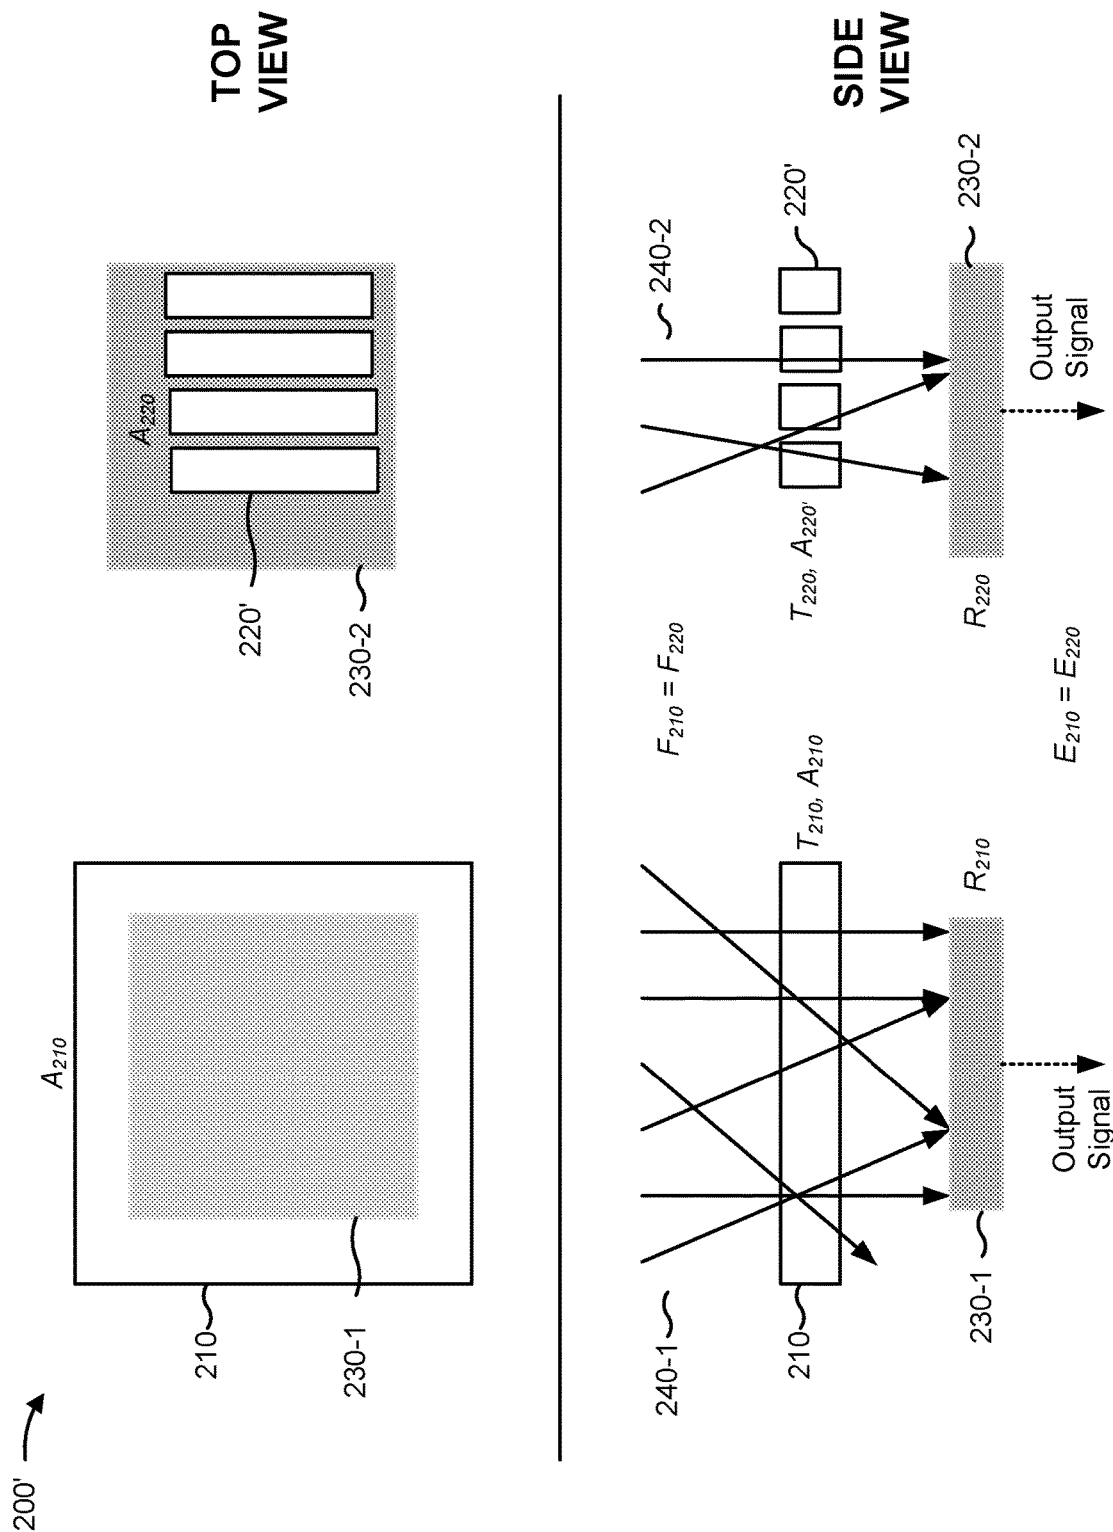 200'
TOP
VIEW
A210
A220
210
230-1
220'
230-2
SIDE
VIEW
240-1
240-2
F210 = F220
210
T210, A210
T220, A220'
220'
230-1
R210
R220
230-2
Output
Signal
E210 = E220
Output
Signal